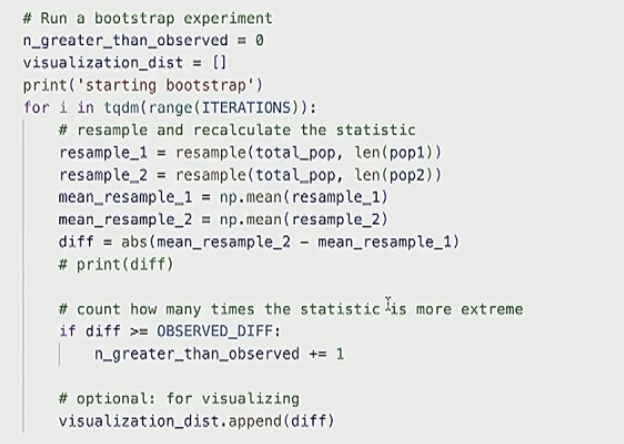 # Run a bootstrap experiment
n_greater_than_observed = 0
visualization_dist = []
print('starting bootstrap')
for i in tqdm(range(ITERATIONS)):
    # resample and recalculate the statistic
    resample_1 = resample(total_pop, len(pop1))
    resample_2 = resample(total_pop, len(pop2))
    mean_resample_1 = np.mean(resample_1)
    mean_resample_2 = np.mean(resample_2)
    diff = abs(mean_resample_2 - mean_resample_1)
    # print(diff)
    # count how many times the statistic is more extreme
    if diff >= OBSERVED_DIFF:
        n_greater_than_observed += 1
    # optional: for visualizing
    visualization_dist.append(diff)